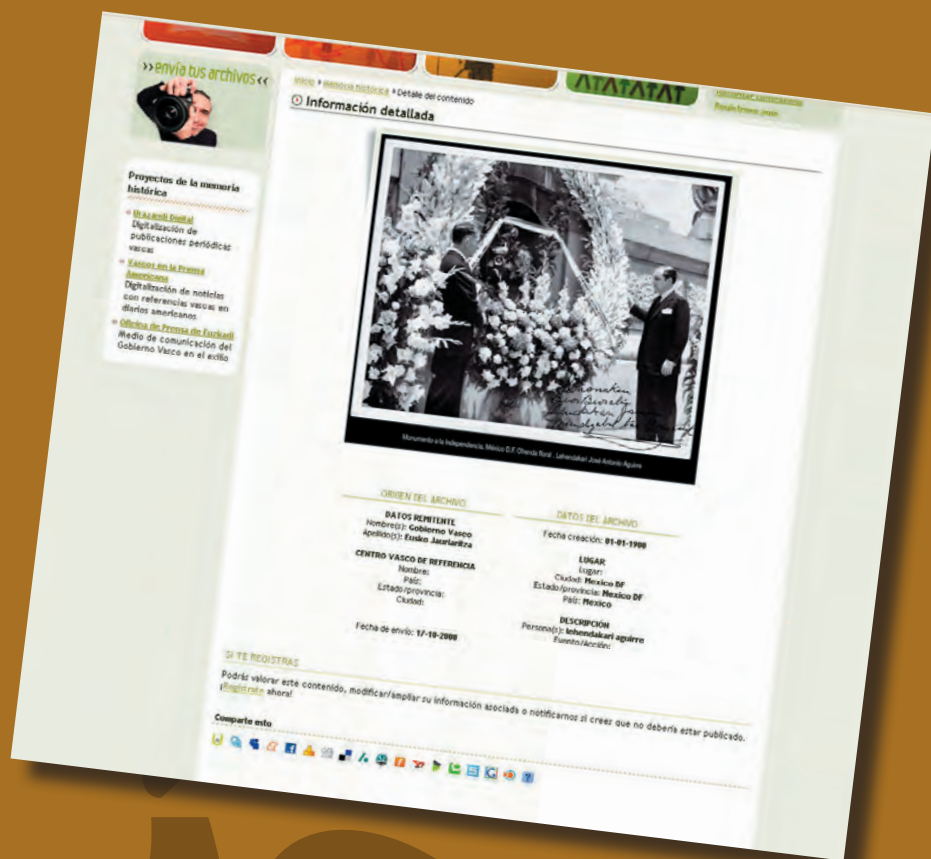 >> envía tus archivos <<
Inicio » Memoria histórica » Detalle del contenido
Información detallada
Proyectos de la memoria
histórica
Urazandi Digital
Digitalización de
publicaciones periódicas
vascas
Vascos en la Prensa
Americana
Digitalización de noticias
con referencias vascas en
diarios americanos
Oficina de Prensa de Euzkadi
Medio de comunicación del
Gobierno Vasco en el exilio
Monumento a la Independencia. México D.F. Ofrenda floral . Lehendakari José Antonio Aguirre
ORIGEN DEL ARCHIVO
DATOS REMITENTE
Nombre(s): Gobierno Vasco
Apellido(s): Eusko Jaurlaritza
CENTRO VASCO DE REFERENCIA
Nombre:
País:
Estado/provincia:
Ciudad:
Fecha de envío: 17-10-2008
DATOS DEL ARCHIVO
Fecha creación: 01-01-1900
LUGAR
Lugar:
Ciudad: Mexico DF
Estado/provincia: Mexico DF
País: Mexico
DESCRIPCIÓN
Persona(s): lehendakari aguirre
Evento/Acción:
SI TE REGISTRAS
Podrás valorar este contenido, modificar/ampliar su información asociada o notificarnos si crees que no debería estar publicado.
¡Regístrate ahora!
Comparte esto